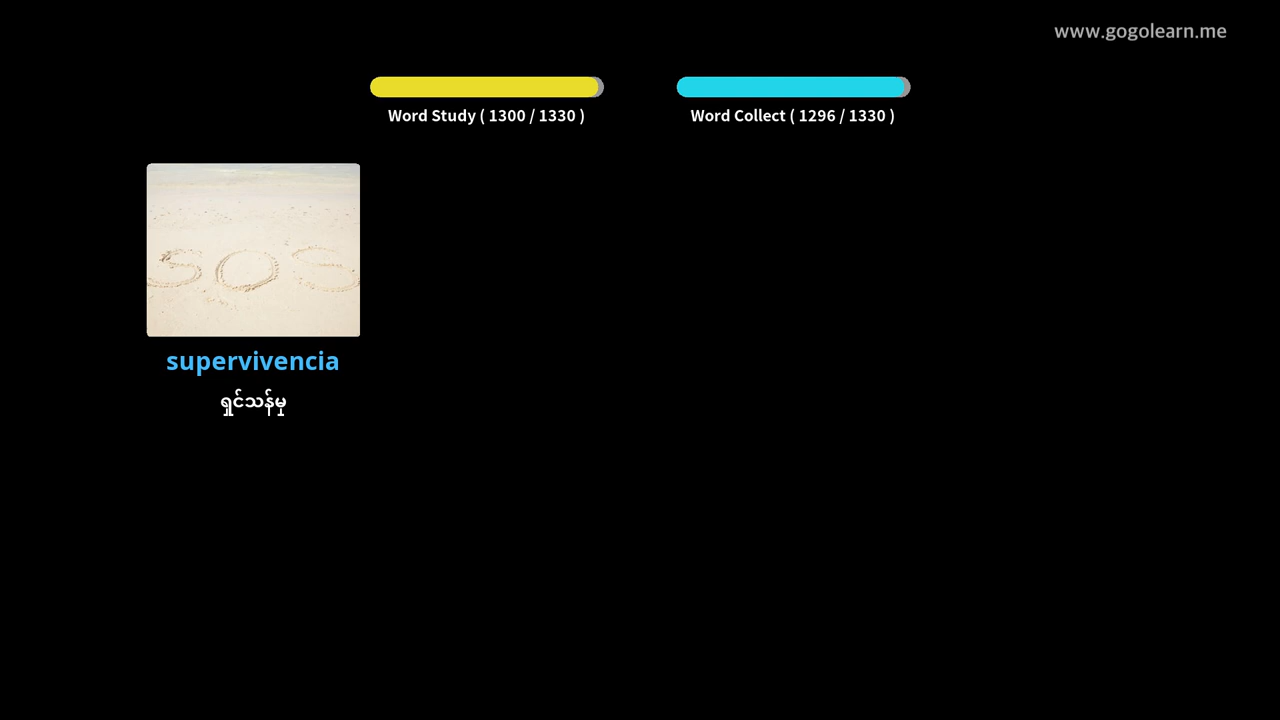 www.gogolearn.me
Word Study ( 1300 / 1330 )
Word Collect ( 1296 / 1330 )
SOS
supervivencia
ရှင်သန်မှ